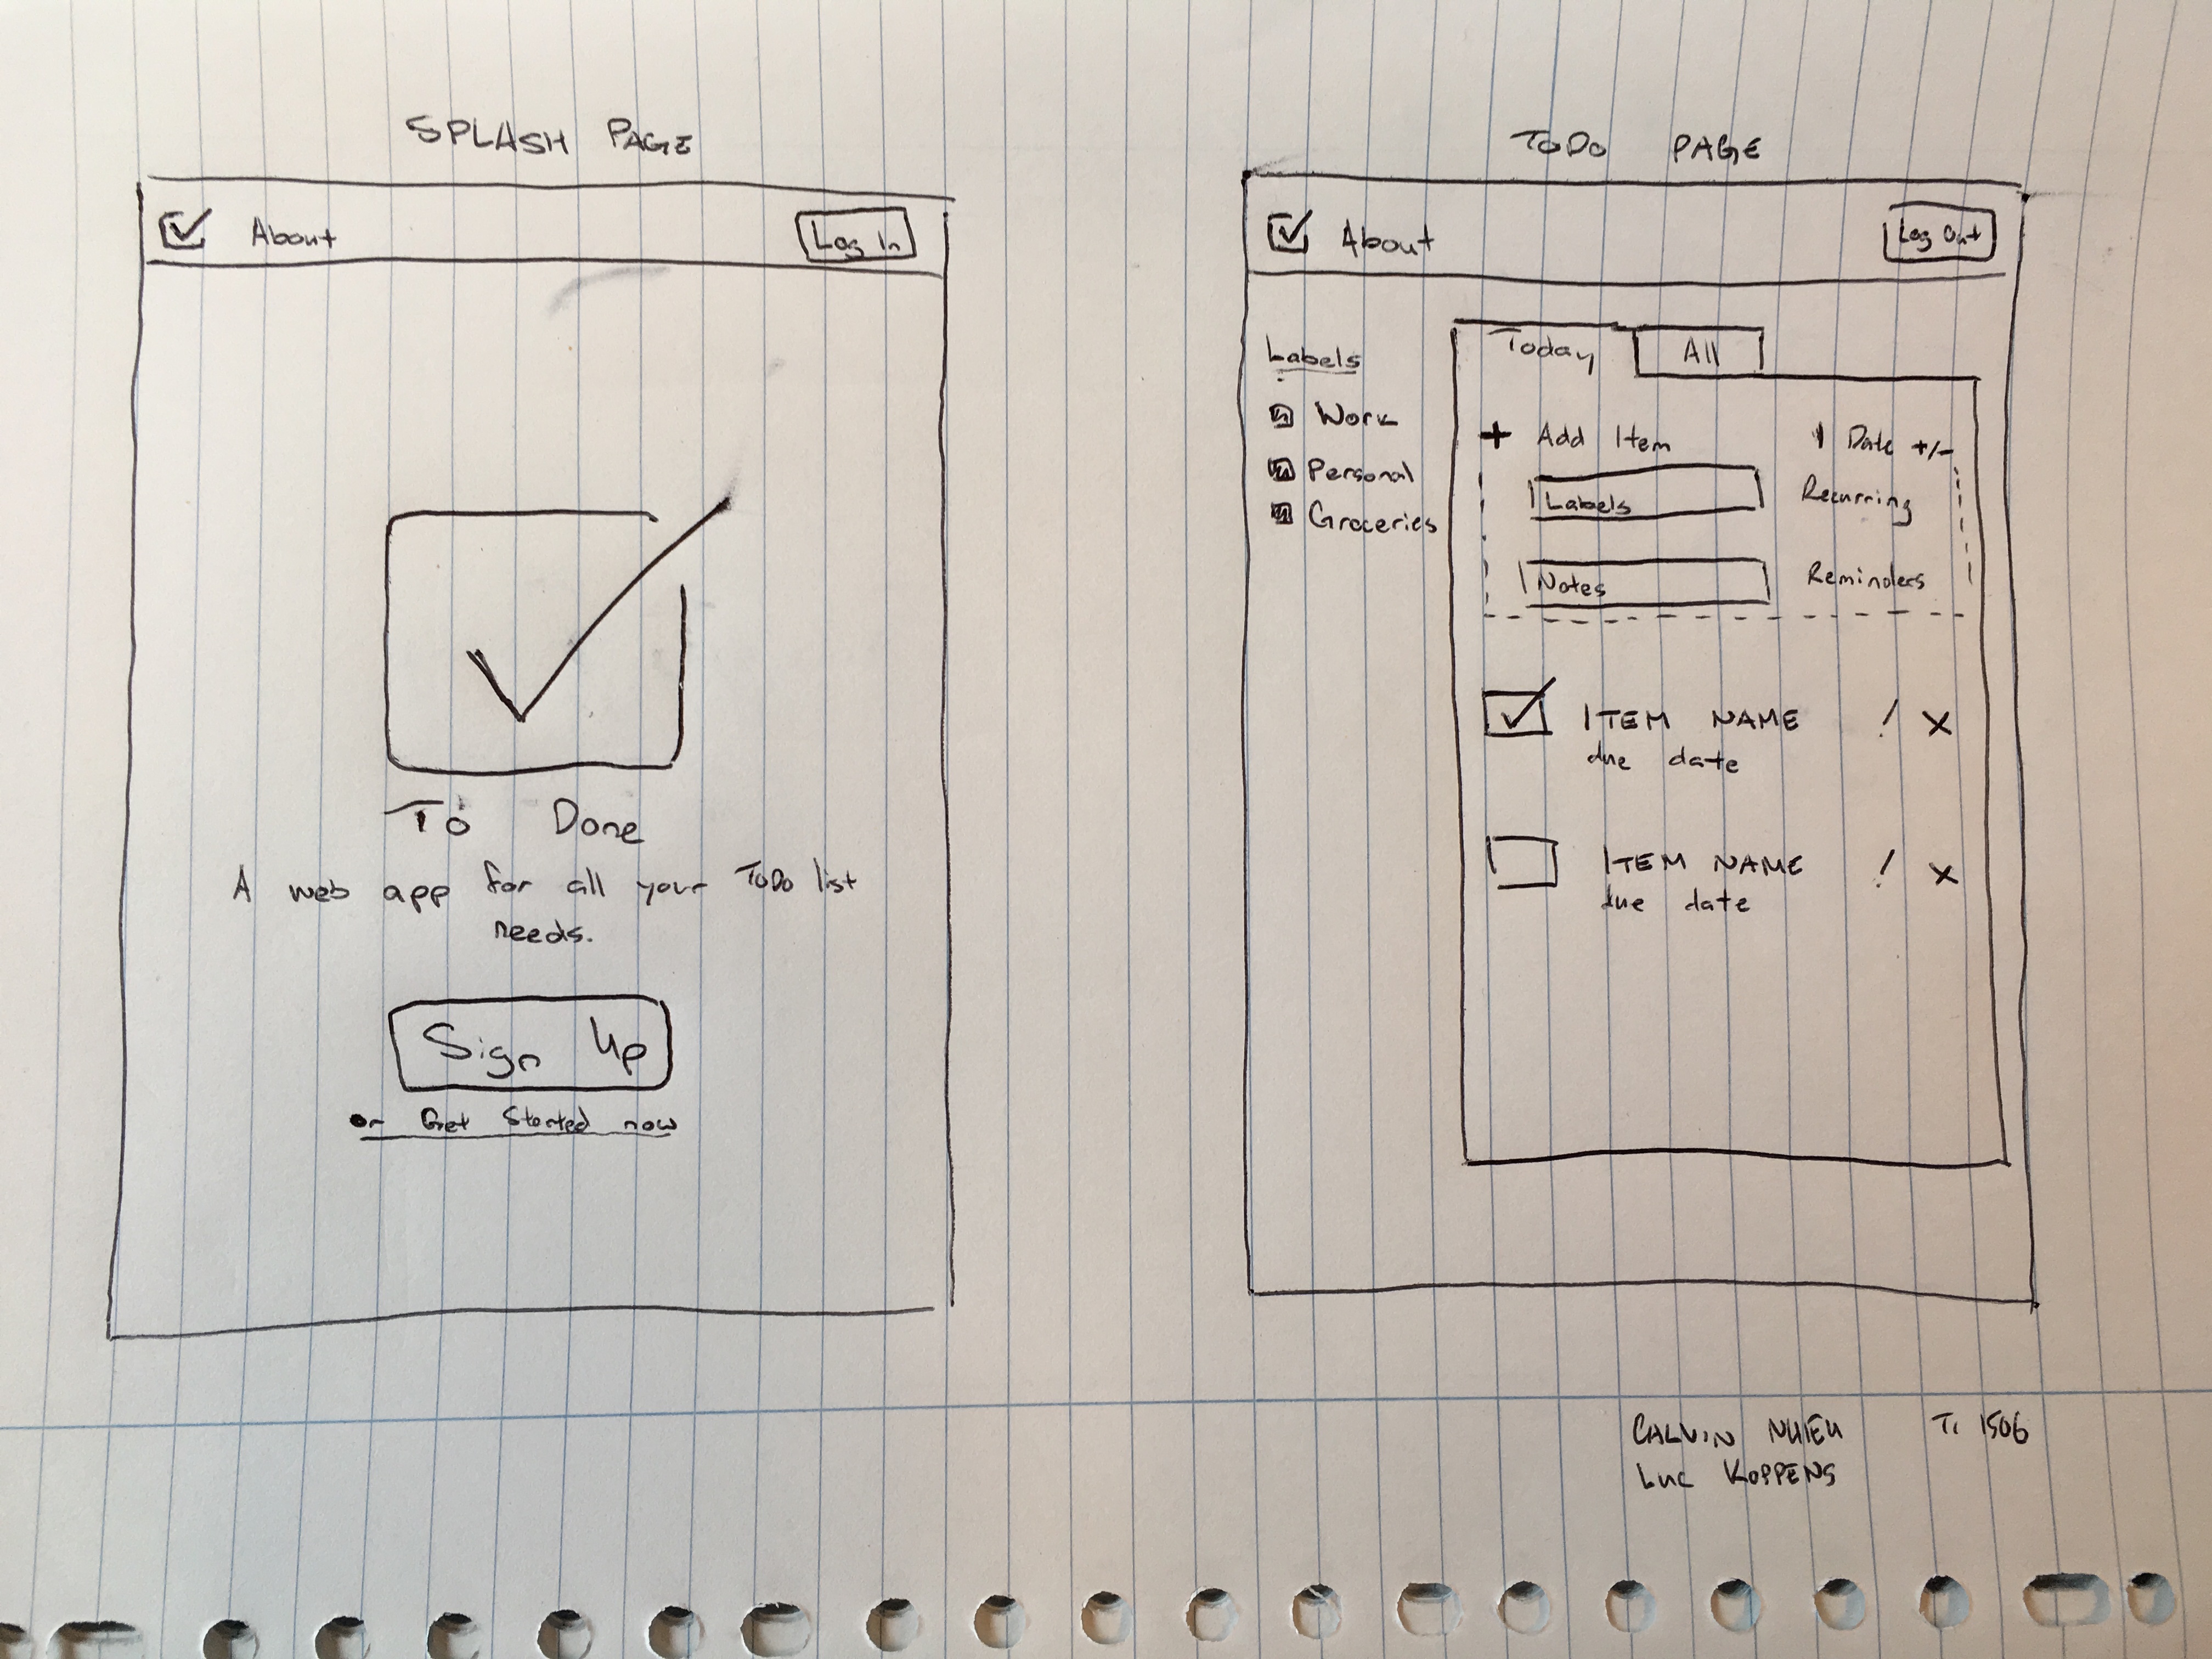 SPLASH PAGE
About
Log In
To Done
A web app for all your ToDo list
needs.
Sign Up
or Get Started now
ToDo PAGE
About
Log Out
Labels
Work
Personal
Groceries
Today
All
+ Add Item
Date +/-
Labels
Recurring
Notes
Reminders
ITEM NAME ! X
due date
ITEM NAME ! X
due date
CALVIN NHIEU T1 1506
Luc KOPPENS